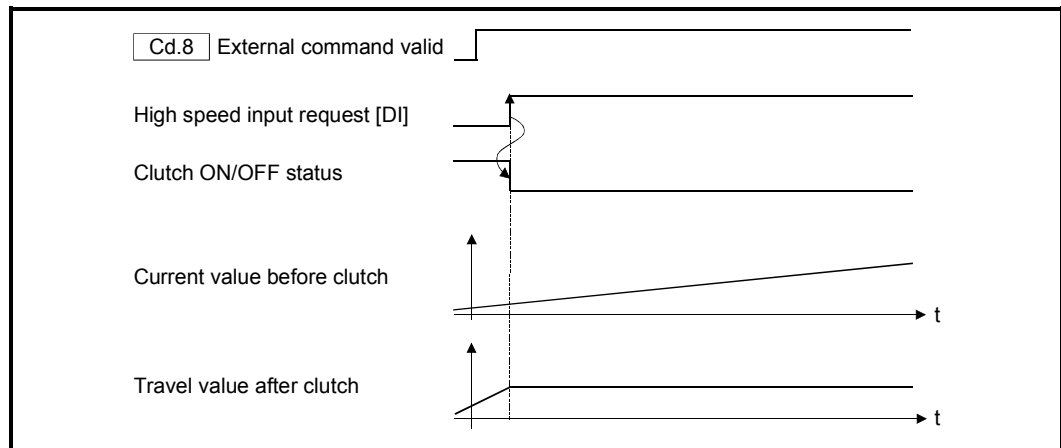 Cd.8 External command valid
High speed input request [DI]
Clutch ON/OFF status
Current value before clutch
t
Travel value after clutch
t